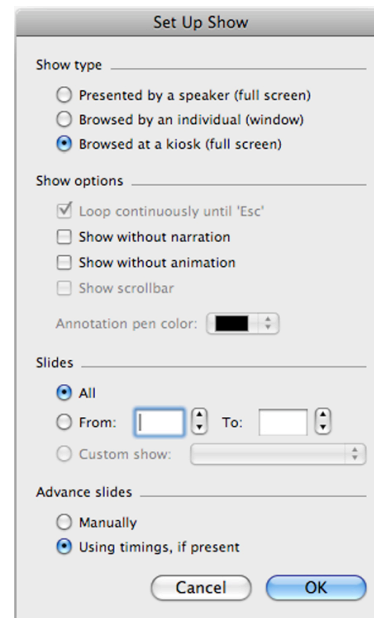 Set Up Show
Show type
Presented by a speaker (full screen)
Browsed by an individual (window)
Browsed at a kiosk (full screen)
Show options
Loop continuously until 'Esc'
Show without narration
Show without animation
Show scrollbar
Annotation pen color:
Slides
All
From: To:
Custom show:
Advance slides
Manually
Using timings, if present
Cancel OK